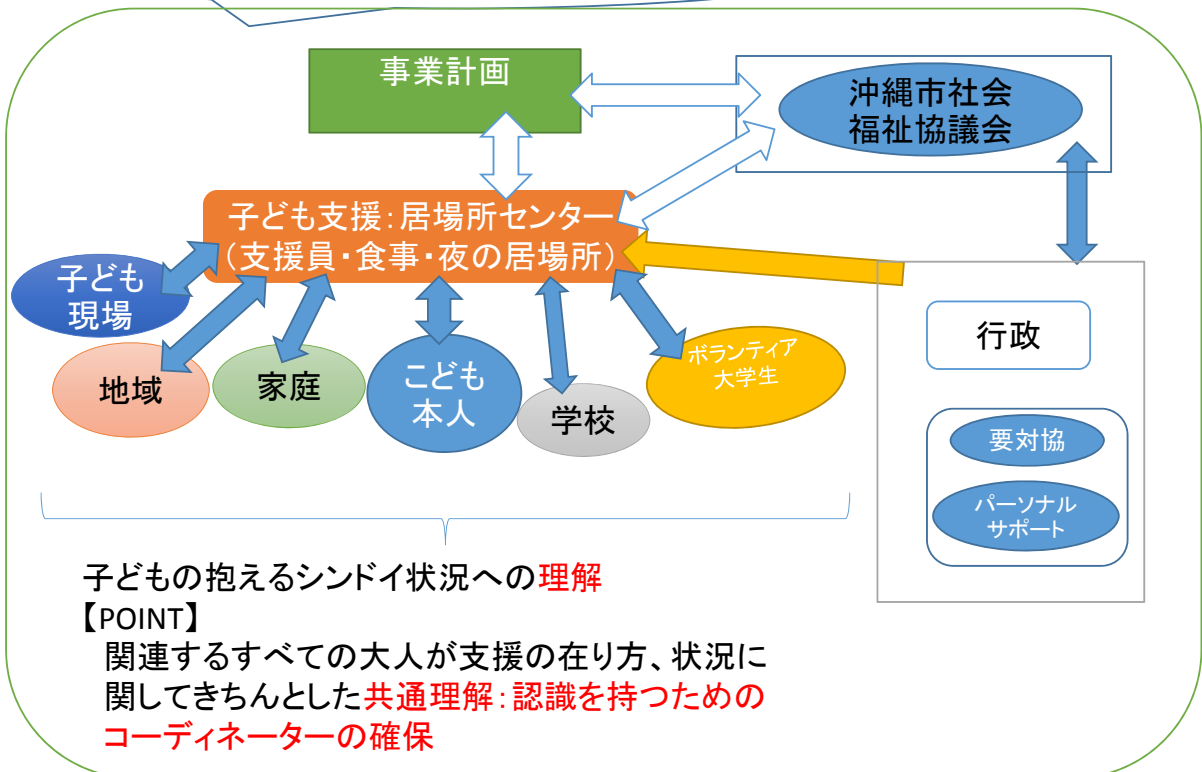 事業計画
沖縄市社会
福祉協議会
子ども支援：居場所センター
（支援員・食事・夜の居場所）
子ども
現場
地域
家庭
こども
本人
学校
ボランティア
大学生
行政
要対協
パーソナル
サポート
子どもの抱えるシンドイ状況への理解
【POINT】
関連するすべての大人が支援の在り方、状況に
関してきちんとした共通理解：認識を持つための
コーディネーターの確保